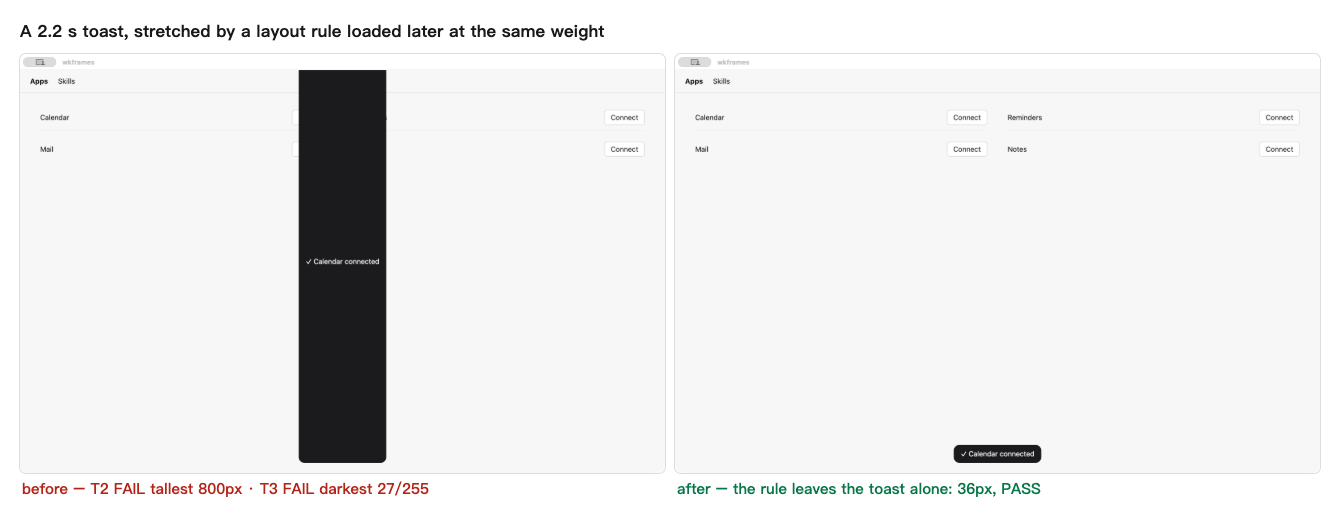 A 2.2 s toast, stretched by a layout rule loaded later at the same weight
wkframes
Apps Skills
Calendar
Connect
Mail
Connect
✓ Calendar connected
before — T2 FAIL tallest 800px · T3 FAIL darkest 27/255
wkframes
Apps Skills
Calendar Connect Reminders Connect
Mail Connect Notes Connect
✓ Calendar connected
after — the rule leaves the toast alone: 36px, PASS